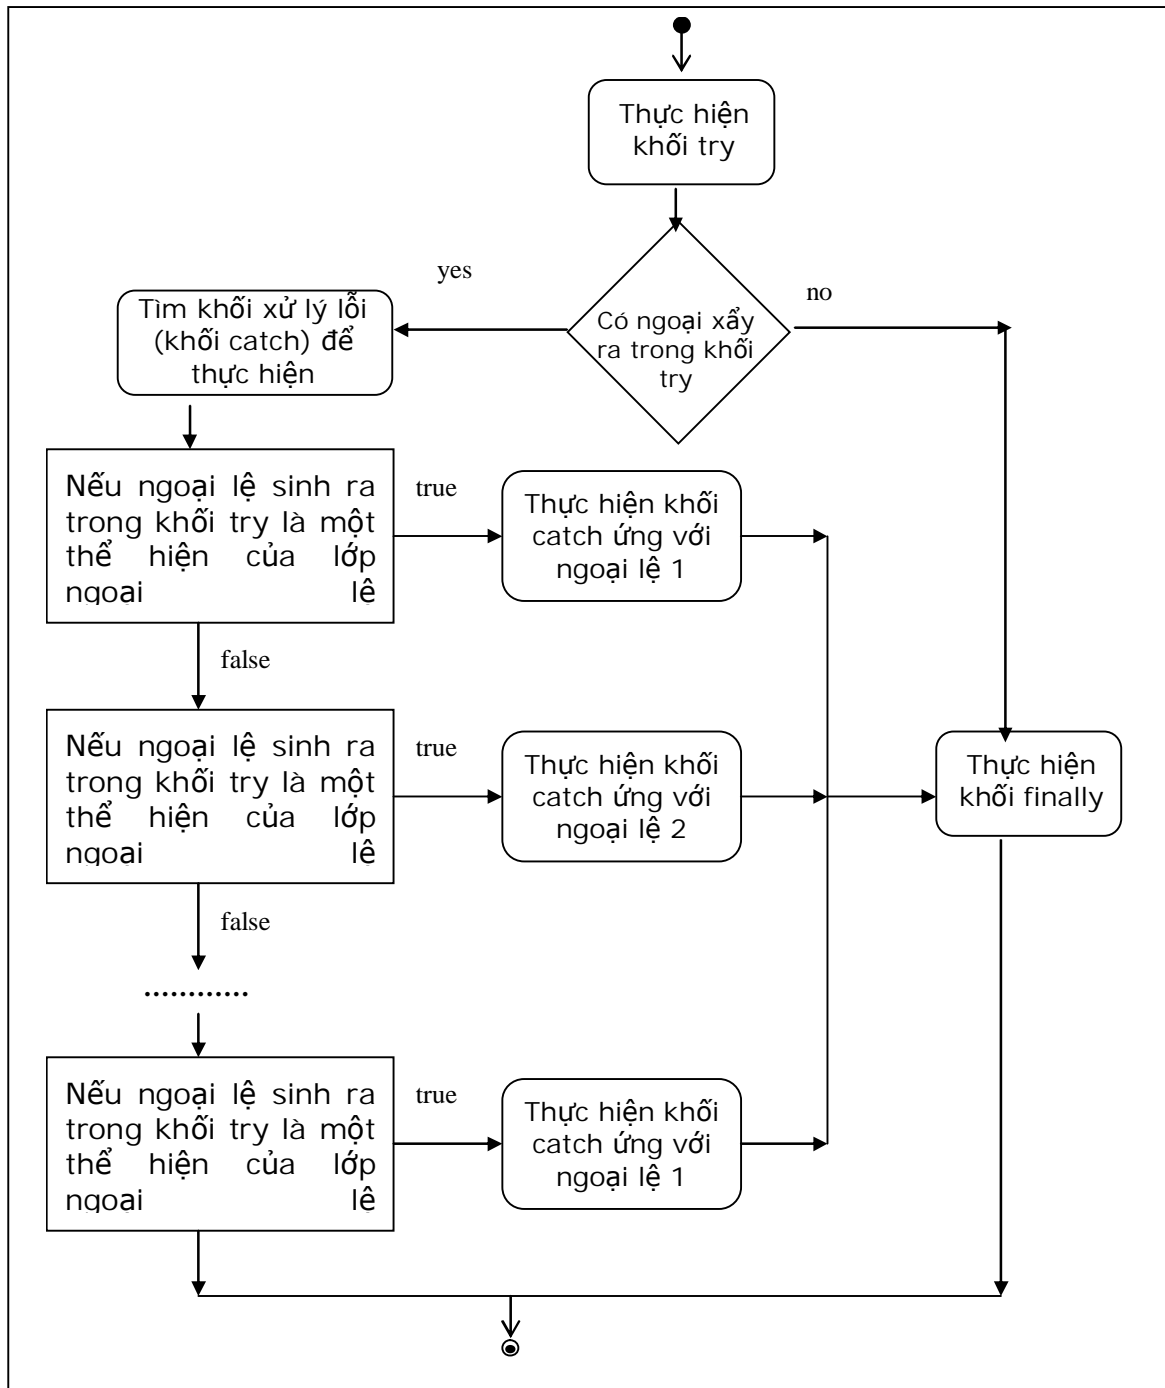 Thực hiện
khối try
yes
no
Tìm khối xử lý lỗi
(khối catch) để
thực hiện
Có ngoại xẩy
ra trong khối
try
Nếu ngoại lệ sinh ra
trong khối try là một
thể hiện của lớp
ngoại lệ
true
Thực hiện khối
catch ứng với
ngoại lệ 1
false
Nếu ngoại lệ sinh ra
trong khối try là một
thể hiện của lớp
ngoại lệ
true
Thực hiện khối
catch ứng với
ngoại lệ 2
Thực hiện
khối finally
false
............
Nếu ngoại lệ sinh ra
trong khối try là một
thể hiện của lớp
ngoại lệ
true
Thực hiện khối
catch ứng với
ngoại lệ 1